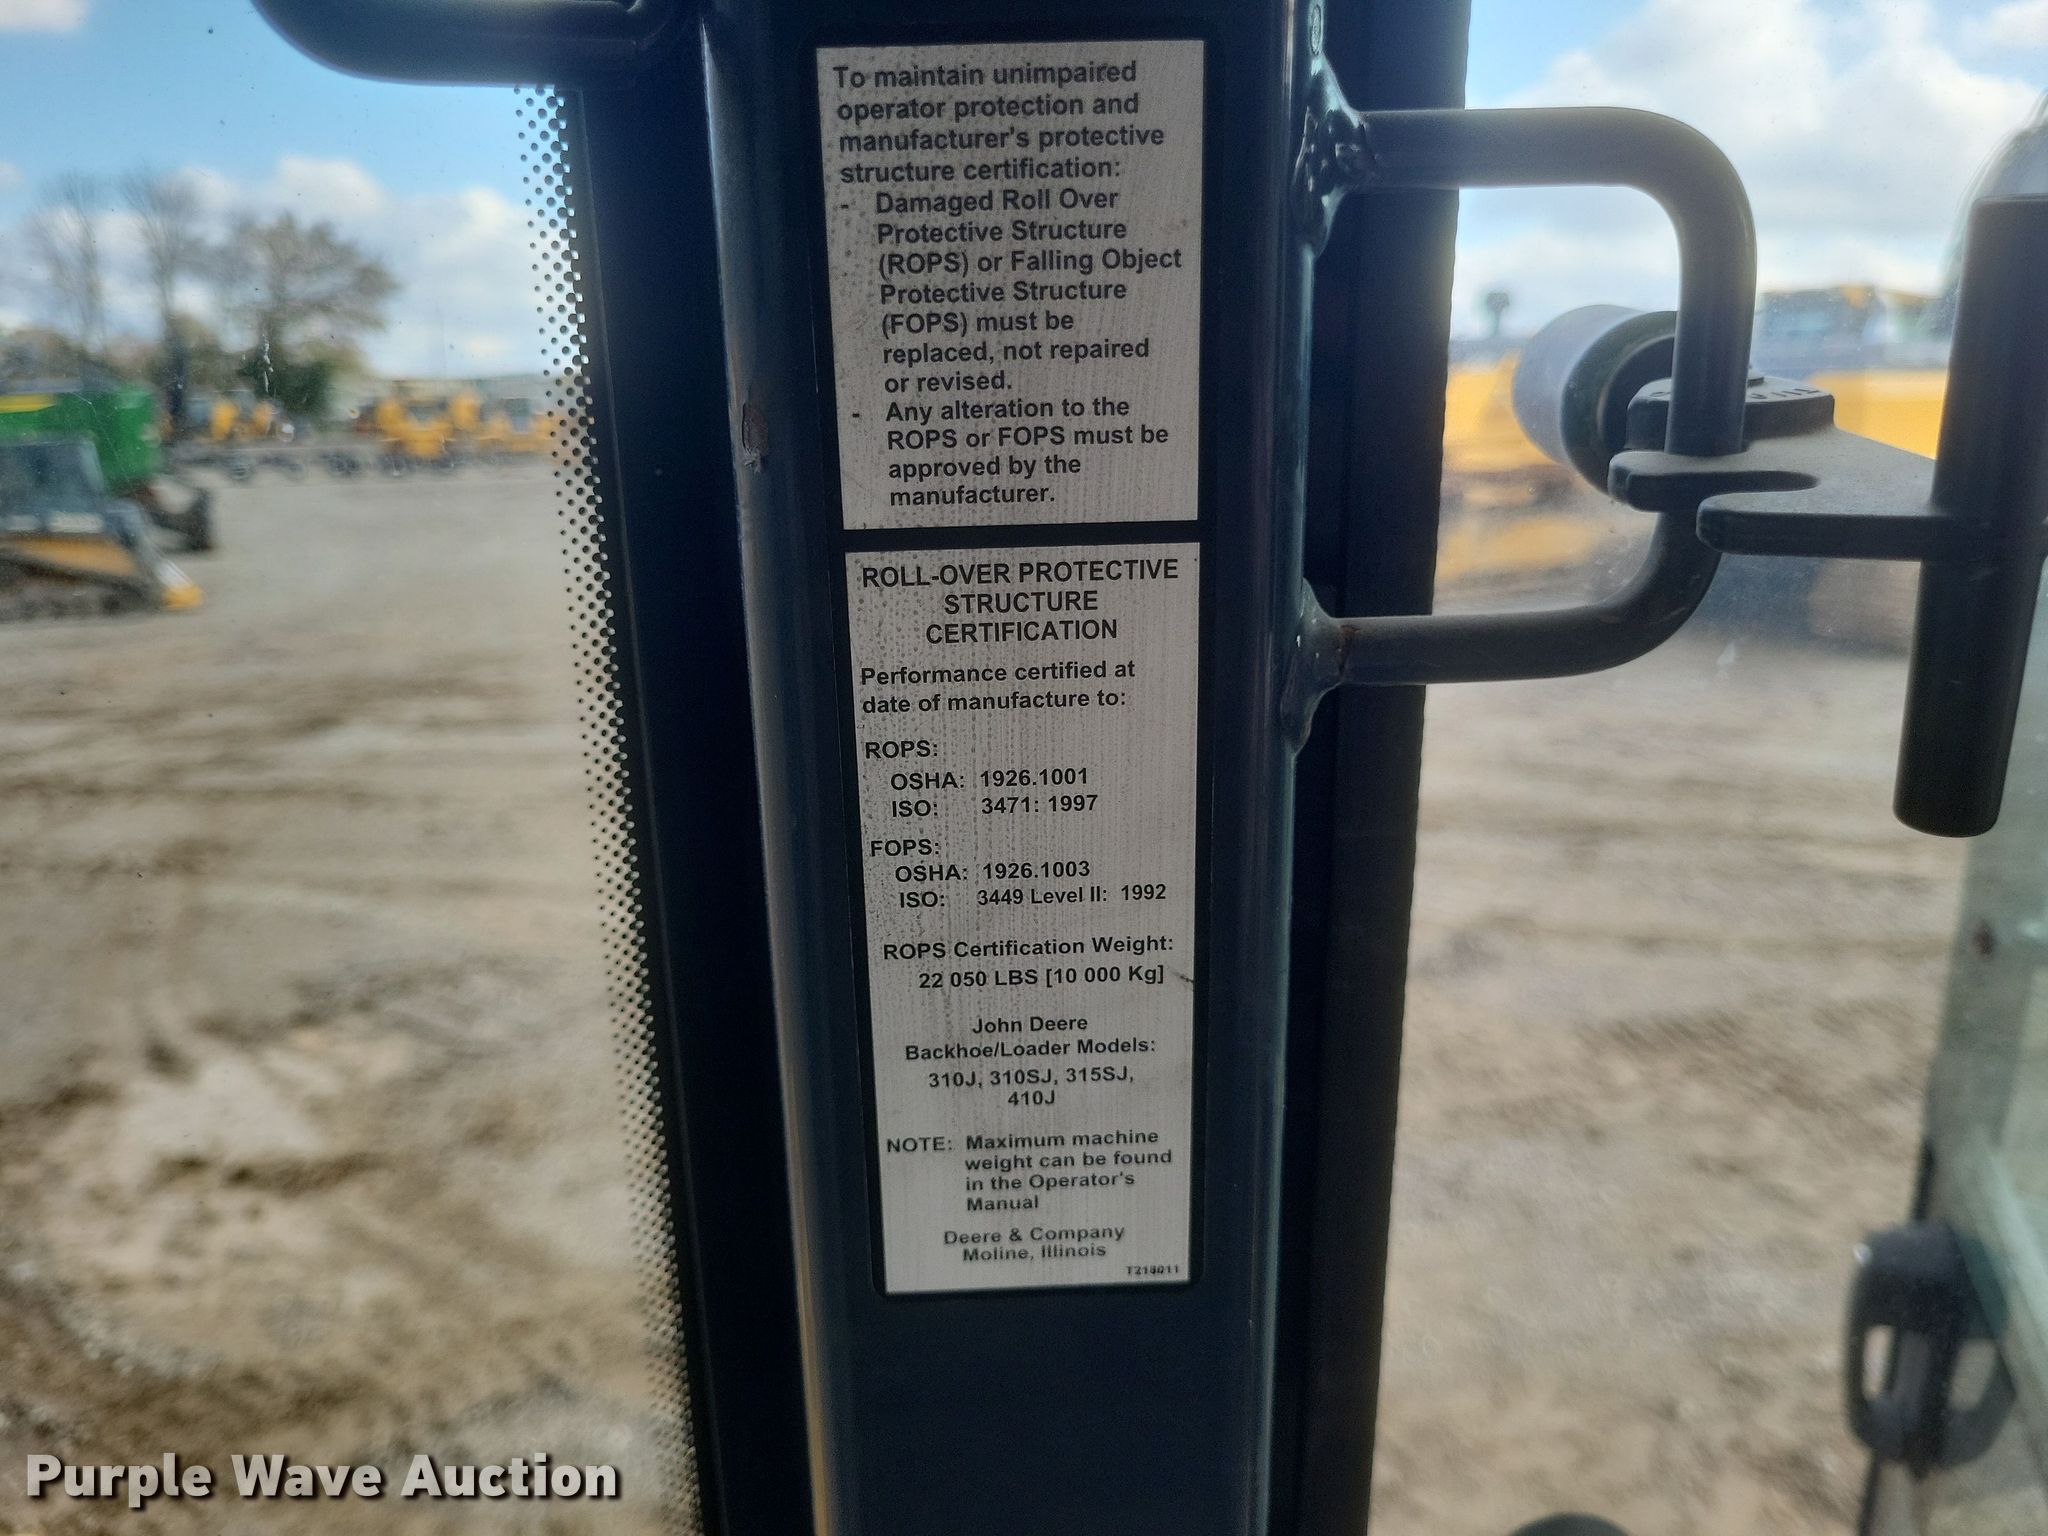 To maintain unimpaired
operator protection and
manufacturer's protective
structure certification:
- Damaged Roll Over
Protective Structure
(ROPS) or Falling Object
Protective Structure
(FOPS) must be
replaced, not repaired
or revised.
- Any alteration to the
ROPS or FOPS must be
approved by the
manufacturer.
ROLL-OVER PROTECTIVE
STRUCTURE
CERTIFICATION
Performance certified at
date of manufacture to:
ROPS:
OSHA: 1926.1001
ISO: 3471: 1997
FOPS:
OSHA: 1926.1003
ISO: 3449 Level II: 1992
ROPS Certification Weight:
22 050 LBS [10 000 Kg]
John Deere
Backhoe/Loader Models:
310J, 310SJ, 315SJ,
410J
NOTE: Maximum machine
weight can be found
in the Operator's
Manual
Deere & Company
Moline, Illinois
Purple Wave Auction